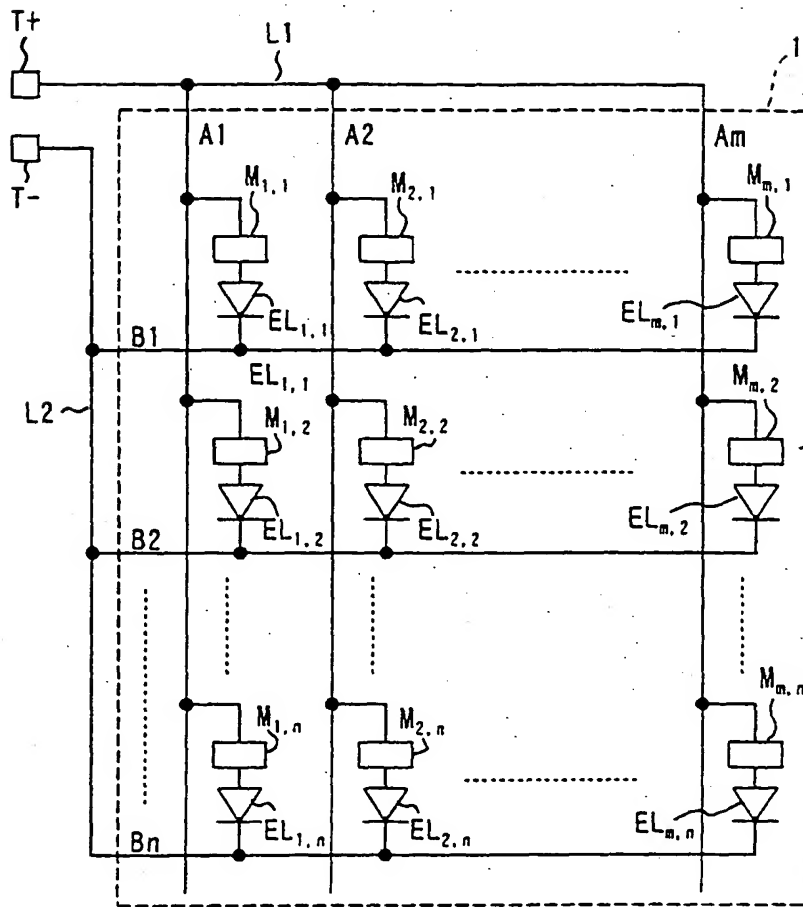 T+
L1
1
T-
A1
A2
Am
M1,1
M2,1
Mm,1
EL1,1
EL2,1
ELm,1
B1
EL1,1
L2
M1,2
M2,2
Mm,2
EL1,2
EL2,2
ELm,2
B2
M1,n
M2,n
Mm,n
EL1,n
EL2,n
ELm,n
Bn